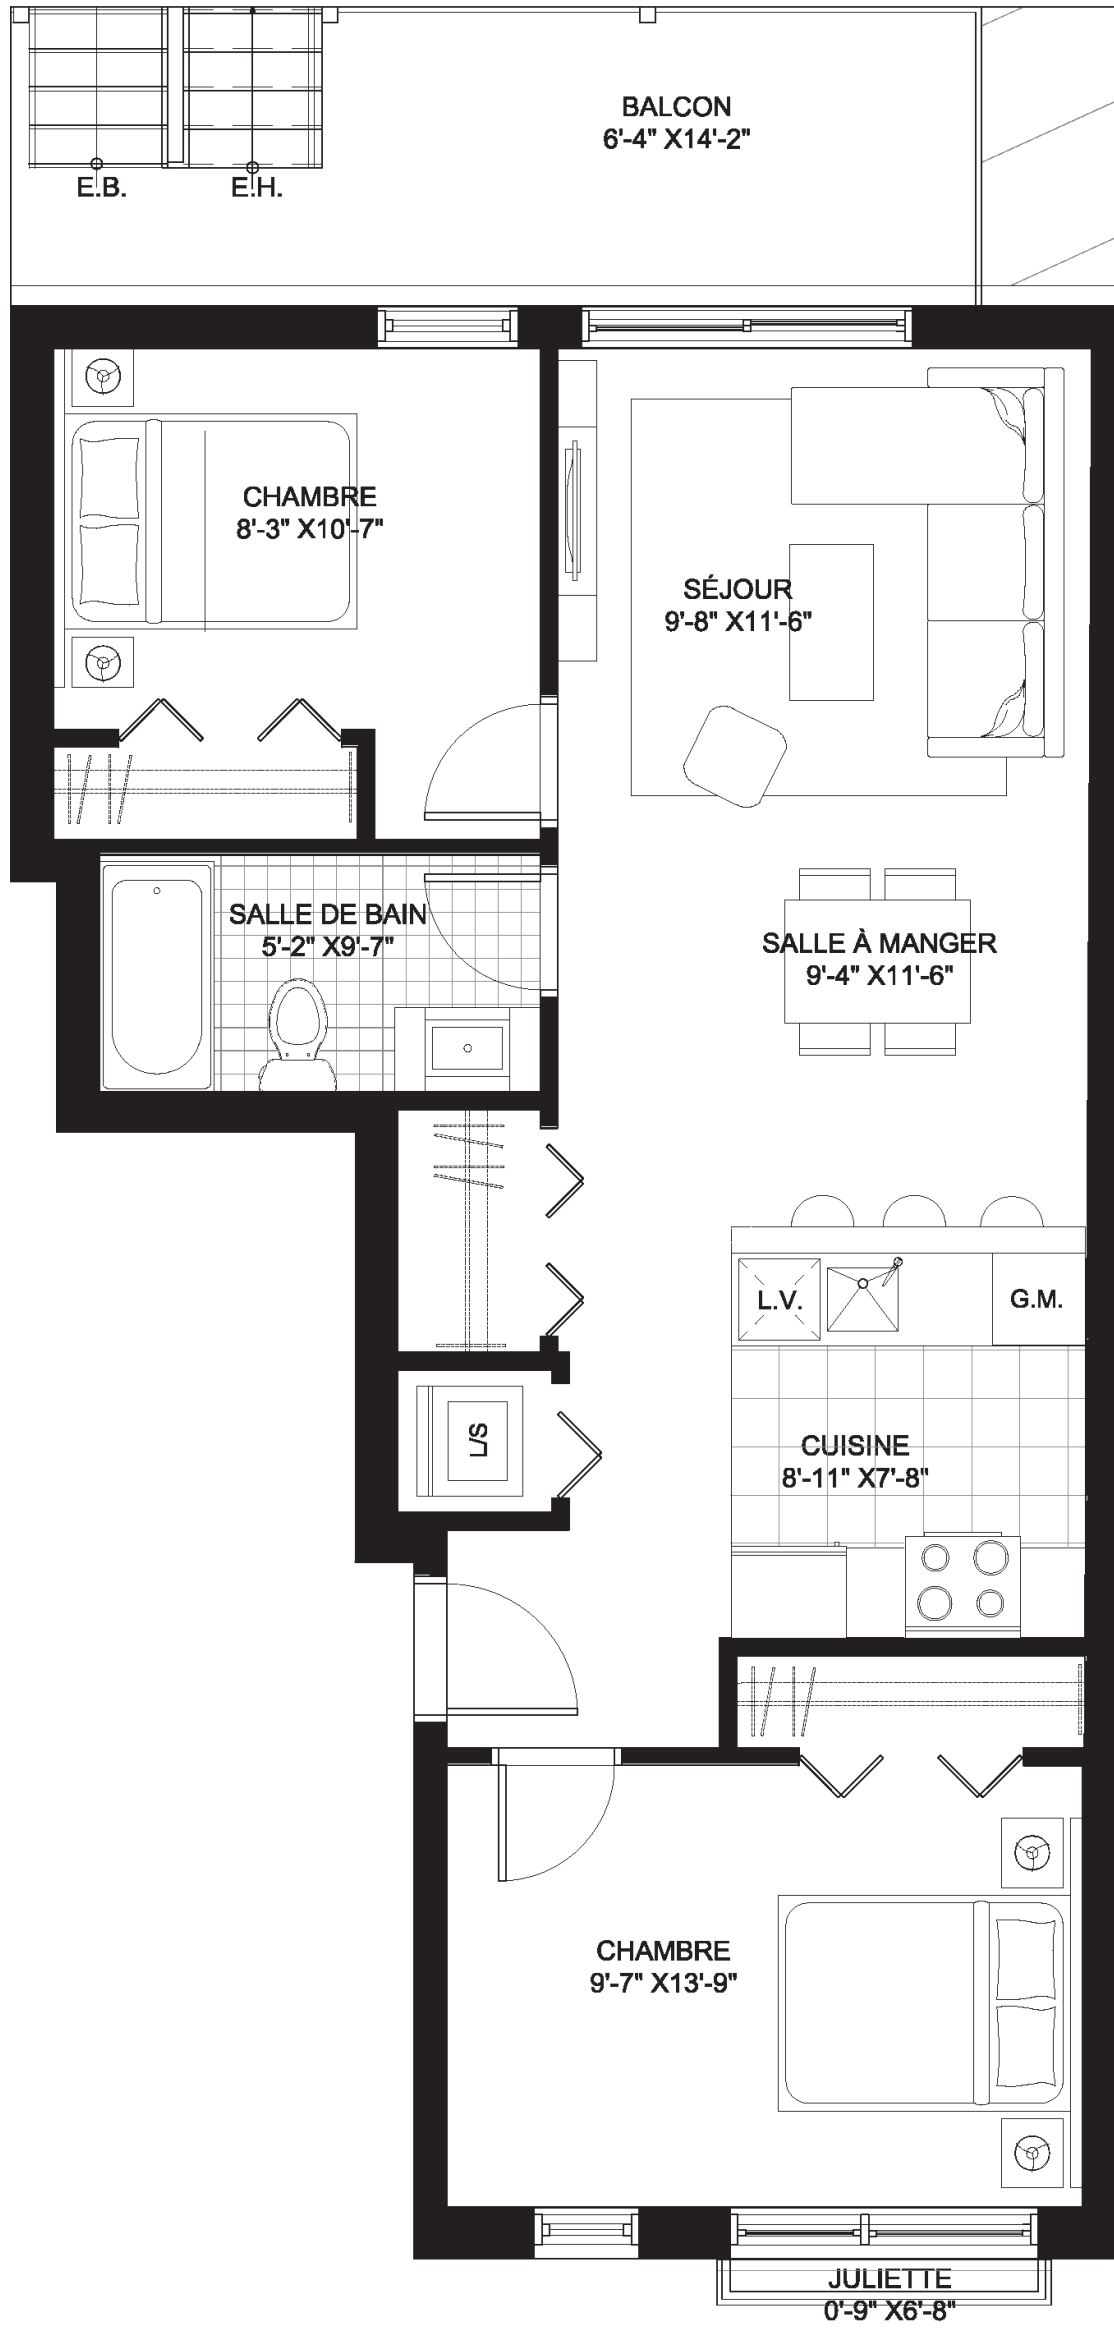 BALCON
6'-4" X14'-2"
E.B.
E.H.
CHAMBRE
8'-3" X10'-7"
SÉJOUR
9'-8" X11'-6"
SALLE DE BAIN
5'-2" X9'-7"
SALLE À MANGER
9'-4" X11'-6"
L.V.
G.M.
L/S
CUISINE
8'-11" X7'-8"
CHAMBRE
9'-7" X13'-9"
JULIETTE
0'-9" X6'-8"